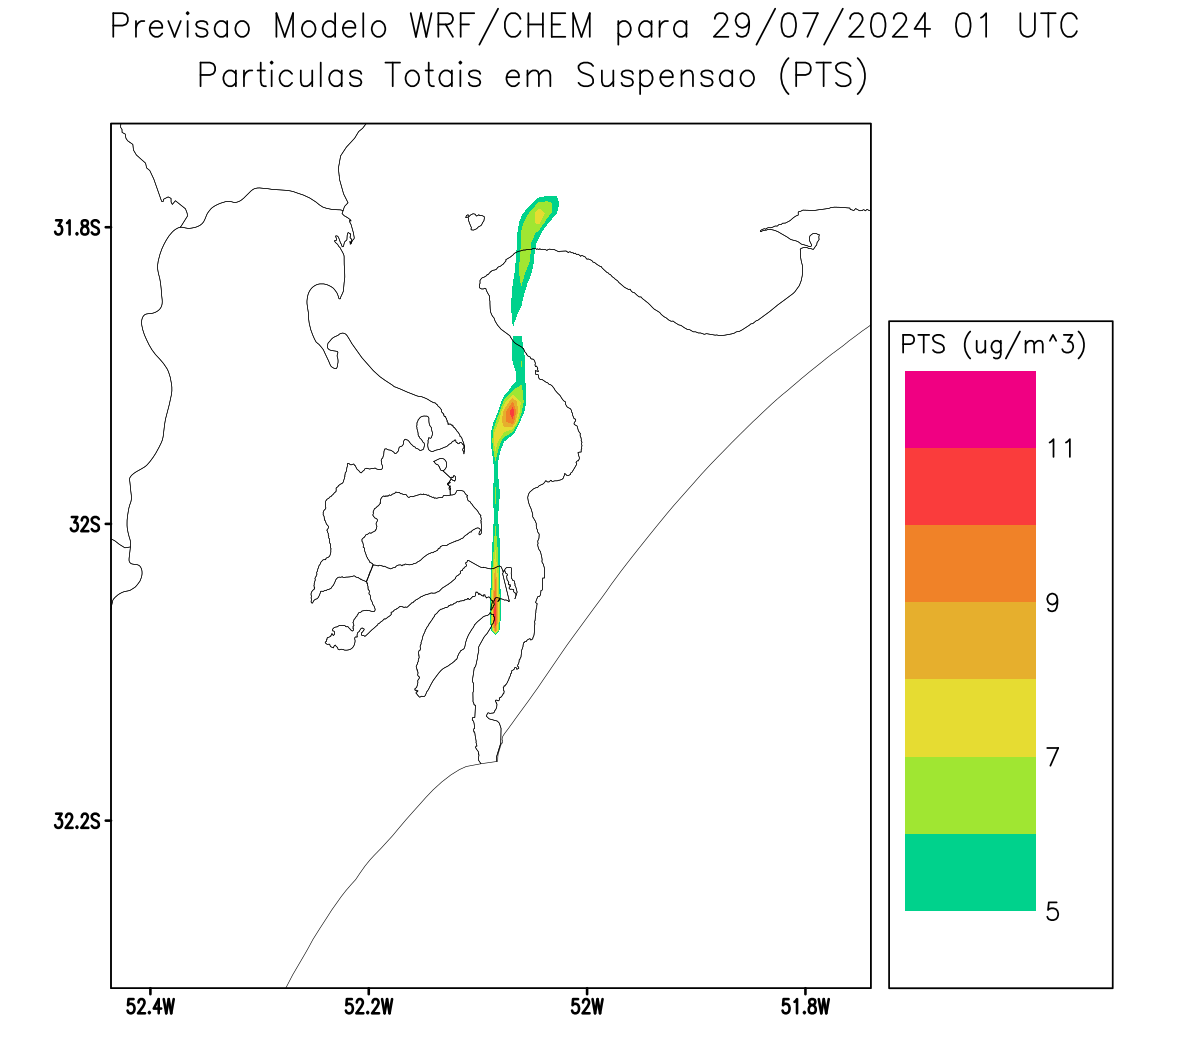 Previsao Modelo WRF/CHEM para 29/07/2024 01 UTC
Particulas Totais em Suspensao (PTS)
31.8S
32S
32.2S
52.4W
52.2W
52W
51.8W
PTS (ug/m^3)
11
9
7
5